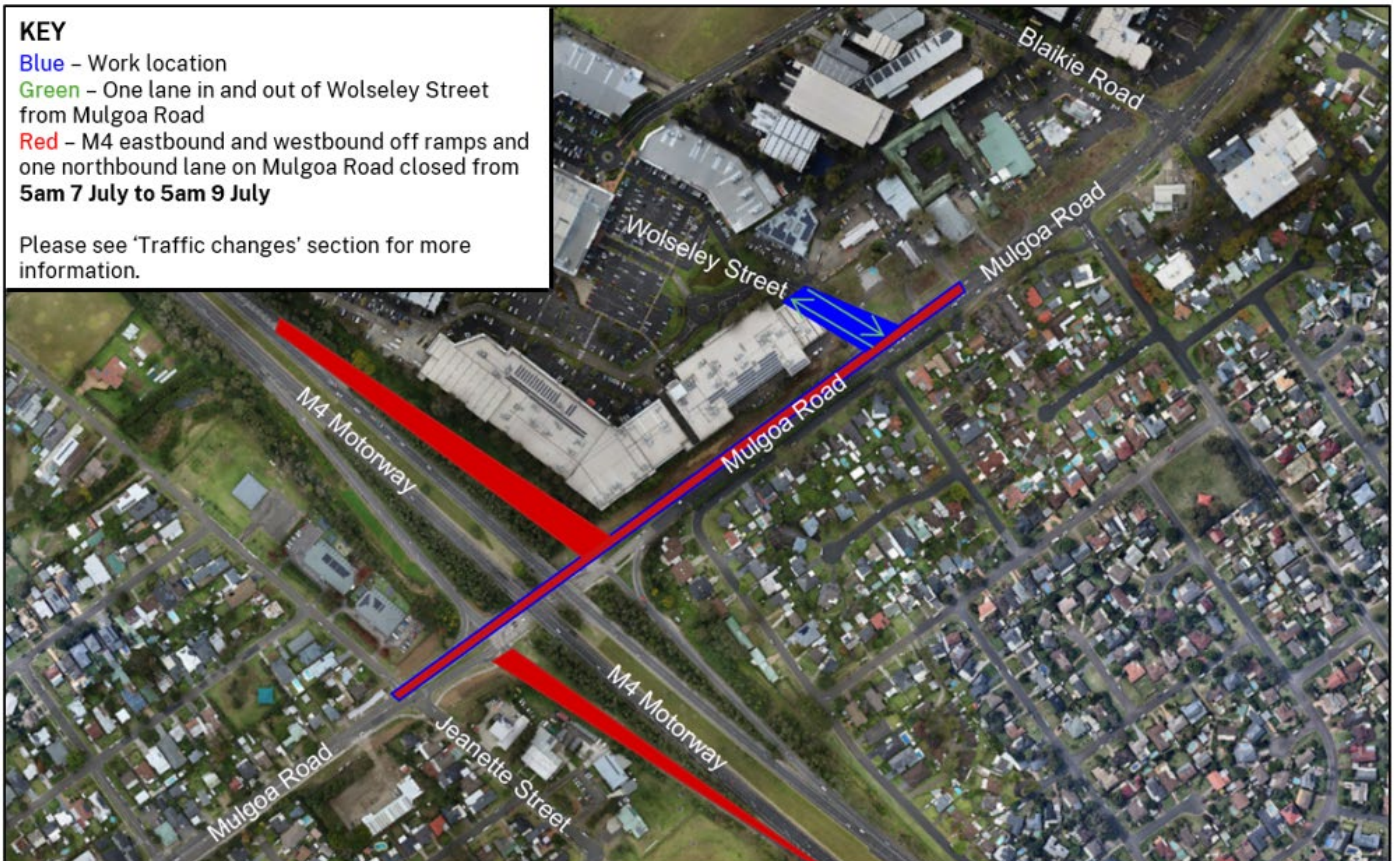 KEY
Blue – Work location
Green – One lane in and out of Wolseley Street
from Mulgoa Road
Red – M4 eastbound and westbound off ramps and
one northbound lane on Mulgoa Road closed from
5am 7 July to 5am 9 July
Please see ‘Traffic changes’ section for more
information.
Blaikie Road
Mulgoa Road
Wolseley Street
Mulgoa Road
M4 Motorway
M4 Motorway
Jeanette Street
Mulgoa Road